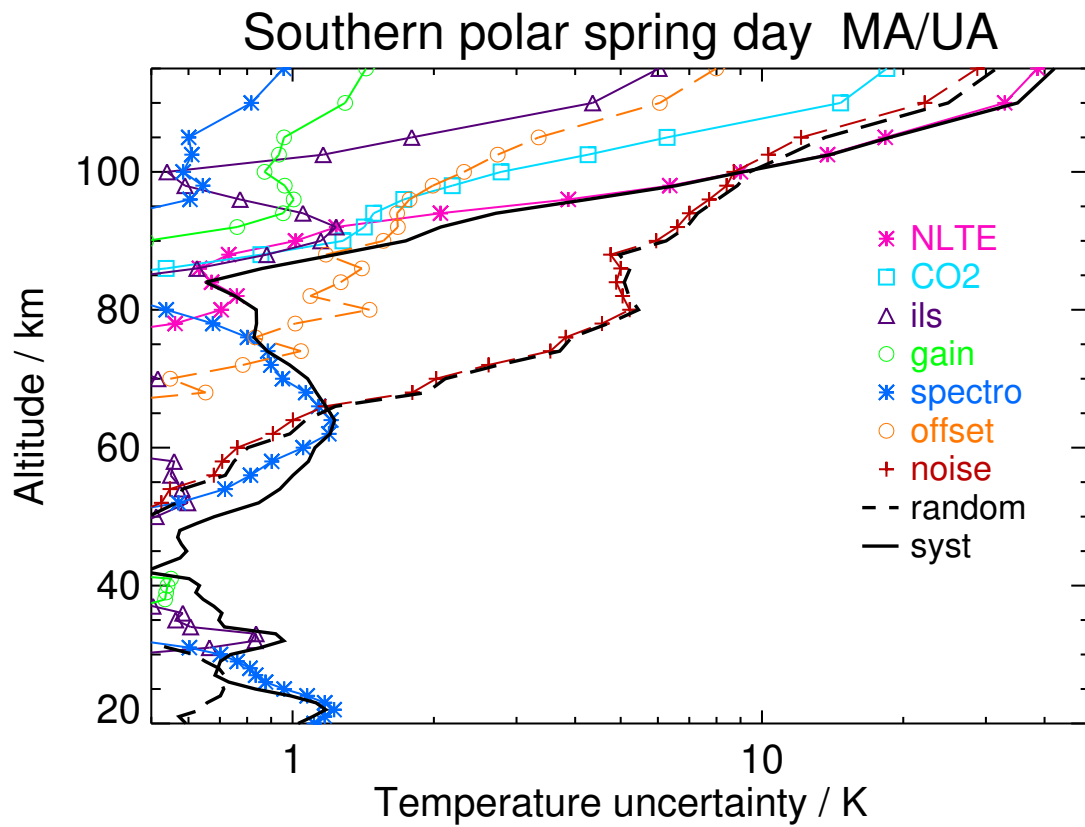 Southern polar spring day MA/UA
Altitude / km
100
80
60
40
20
NLTE
CO2
ils
gain
spectro
offset
noise
random
syst
1
10
Temperature uncertainty / K